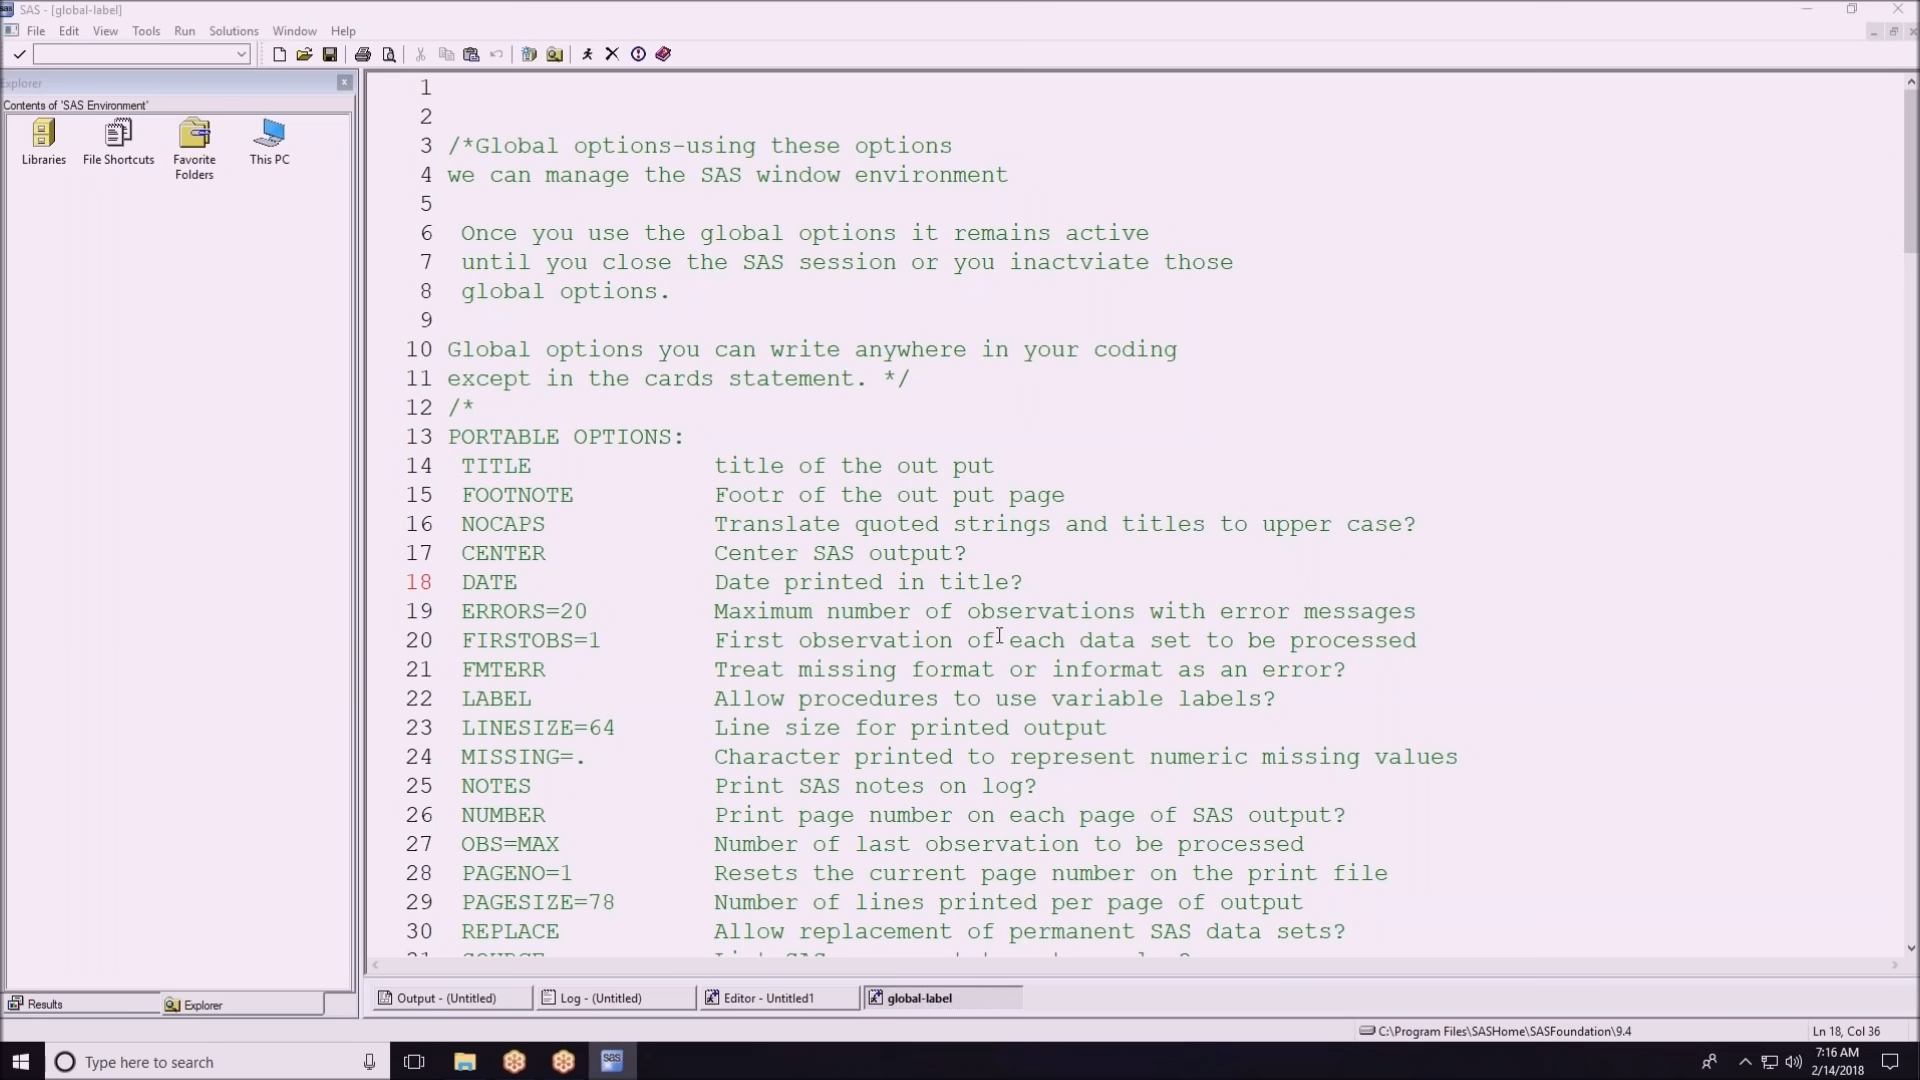 SAS - [global-label]
File Edit View Tools Run Solutions Window Help
Explorer
Contents of 'SAS Environment'
Libraries
File Shortcuts
Favorite Folders
This PC
1
2
3 /*Global options-using these options
4 we can manage the SAS window environment
5
6 Once you use the global options it remains active
7 until you close the SAS session or you inactviate those
8 global options.
9
10 Global options you can write anywhere in your coding
11 except in the cards statement. */
12 /*
13 PORTABLE OPTIONS:
14 TITLE title of the out put
15 FOOTNOTE Footr of the out put page
16 NOCAPS Translate quoted strings and titles to upper case?
17 CENTER Center SAS output?
18 DATE Date printed in title?
19 ERRORS=20 Maximum number of observations with error messages
20 FIRSTOBS=1 First observation of each data set to be processed
21 FMTERR Treat missing format or informat as an error?
22 LABEL Allow procedures to use variable labels?
23 LINESIZE=64 Line size for printed output
24 MISSING=. Character printed to represent numeric missing values
25 NOTES Print SAS notes on log?
26 NUMBER Print page number on each page of SAS output?
27 OBS=MAX Number of last observation to be processed
28 PAGENO=1 Resets the current page number on the print file
29 PAGESIZE=78 Number of lines printed per page of output
30 REPLACE Allow replacement of permanent SAS data sets?
Results
Explorer
Output - (Untitled)
Log - (Untitled)
Editor - Untitled1
global-label
C:\Program Files\SASHome\SASFoundation\9.4
Ln 18, Col 36
Type here to search
sas
7:16 AM
2/14/2018